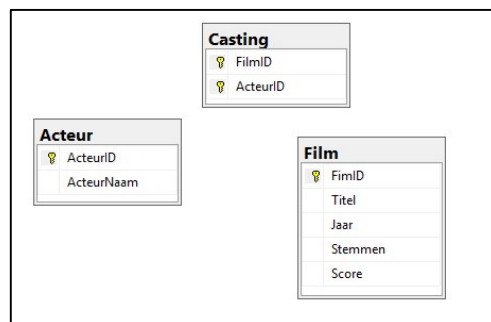 Casting
FilmID
ActeurID
Acteur
ActeurID
ActeurNaam
Film
FimID
Titel
Jaar
Stemmen
Score